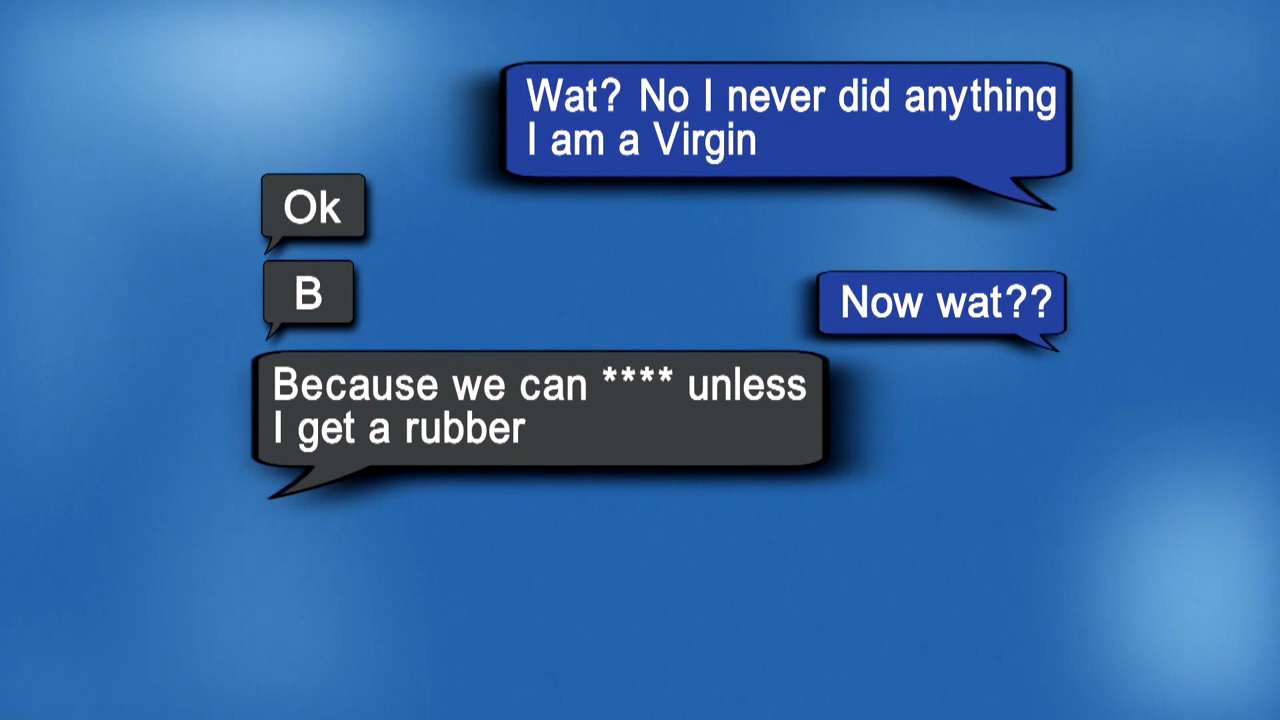 Wat? No I never did anything
I am a Virgin
Ok
B
Now wat??
Because we can **** unless
I get a rubber